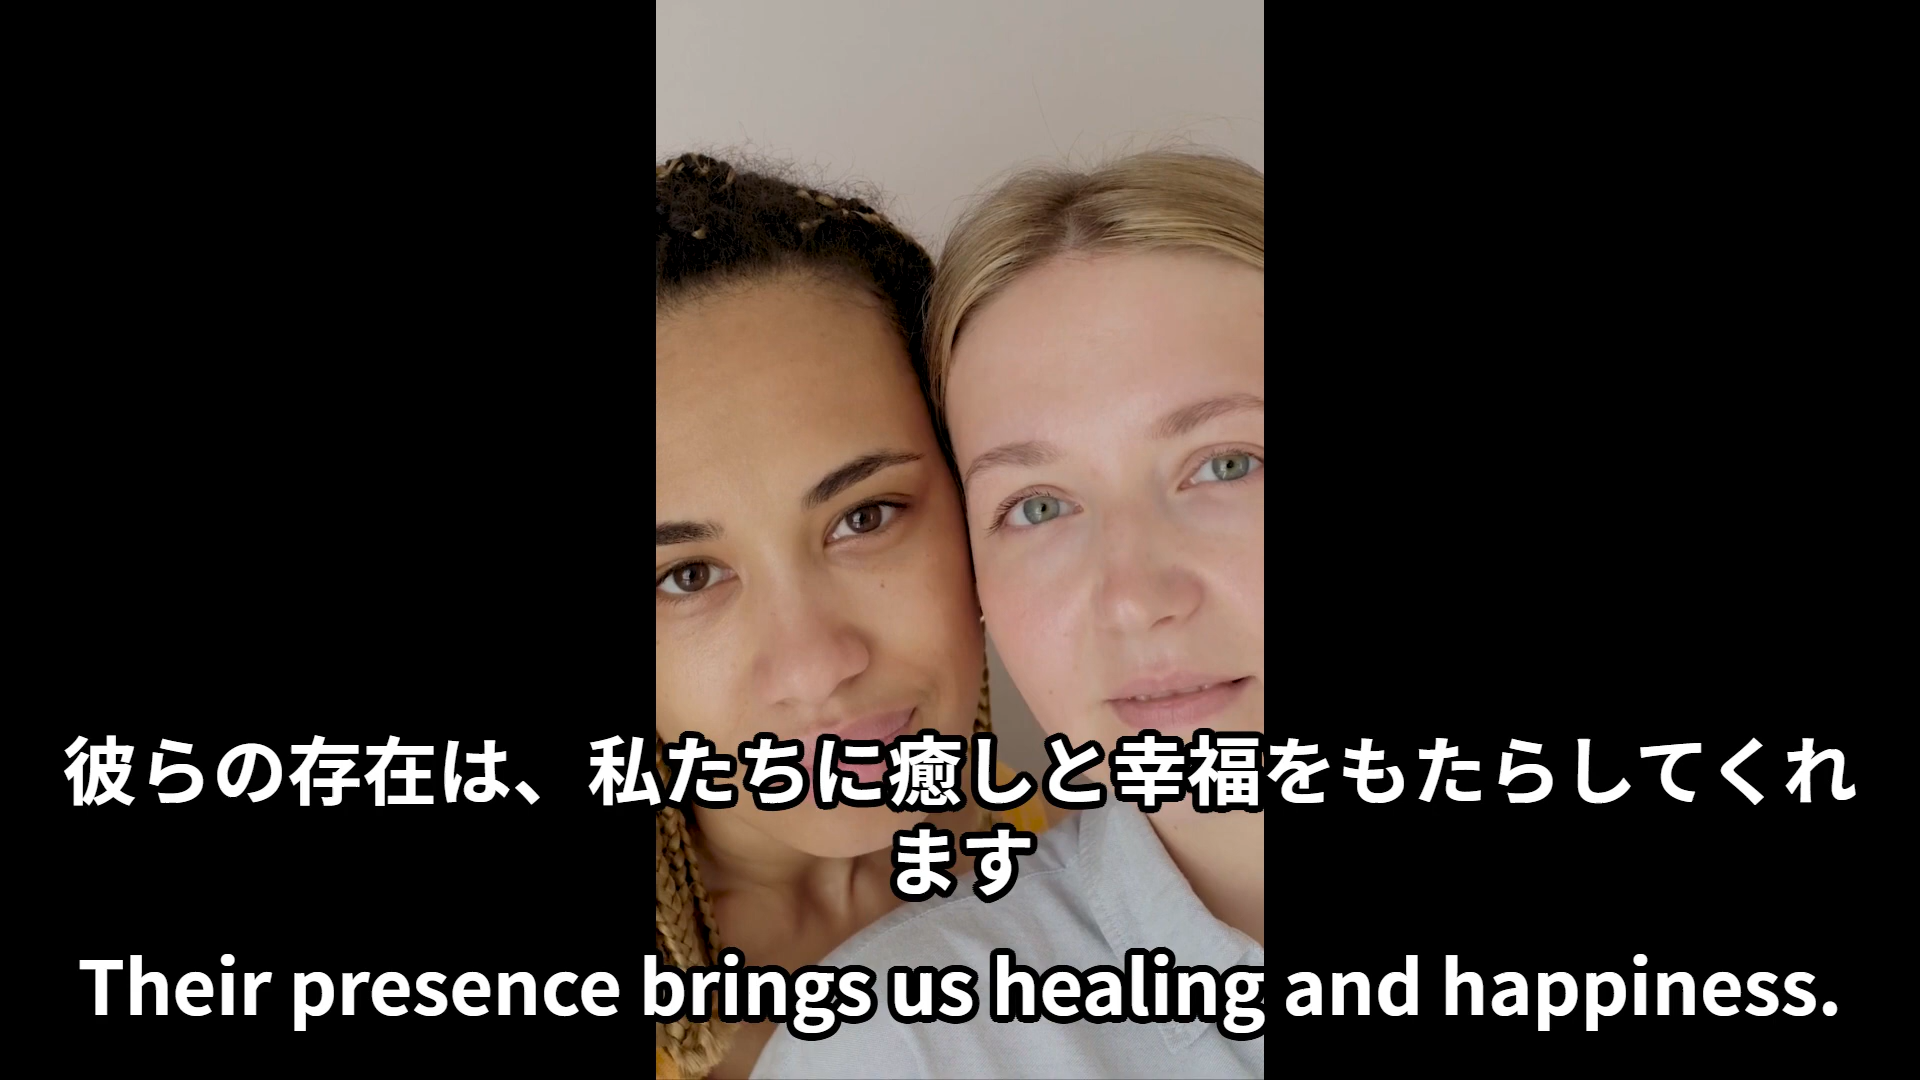 彼らの存在は、私たちに癒しと幸福をもたらしてくれ
ます
Their presence brings us healing and happiness.